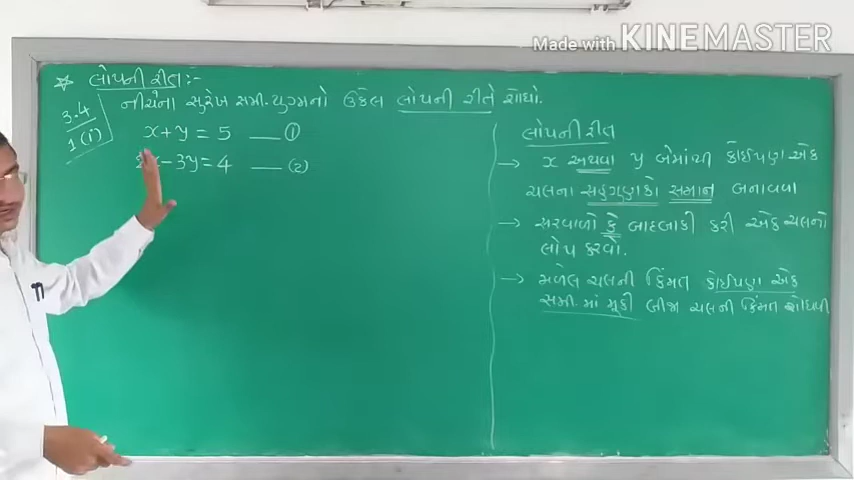 Made with KINEMASTER
☆ લોપની રીત :-
નીચેના સુરેખ સમી. યુગ્મનો ઉકેલ લોપની રીતે શોધો.
3.4
1(i)
x+y = 5 —— ①
2x-3y=4 —— (2)
લોપની રીત
→ x અથવા y બેમાંથી કોઈપણ એક
ચલના સહગુણકો સમાન બનાવવા
→ સરવાળો કે બાદબાકી કરી એક ચલનો
લોપ કરવો.
→ મળેલ ચલની કિંમત કોઈપણ એક
સમી. માં મૂકી બીજા ચલની કિંમત શોધવી